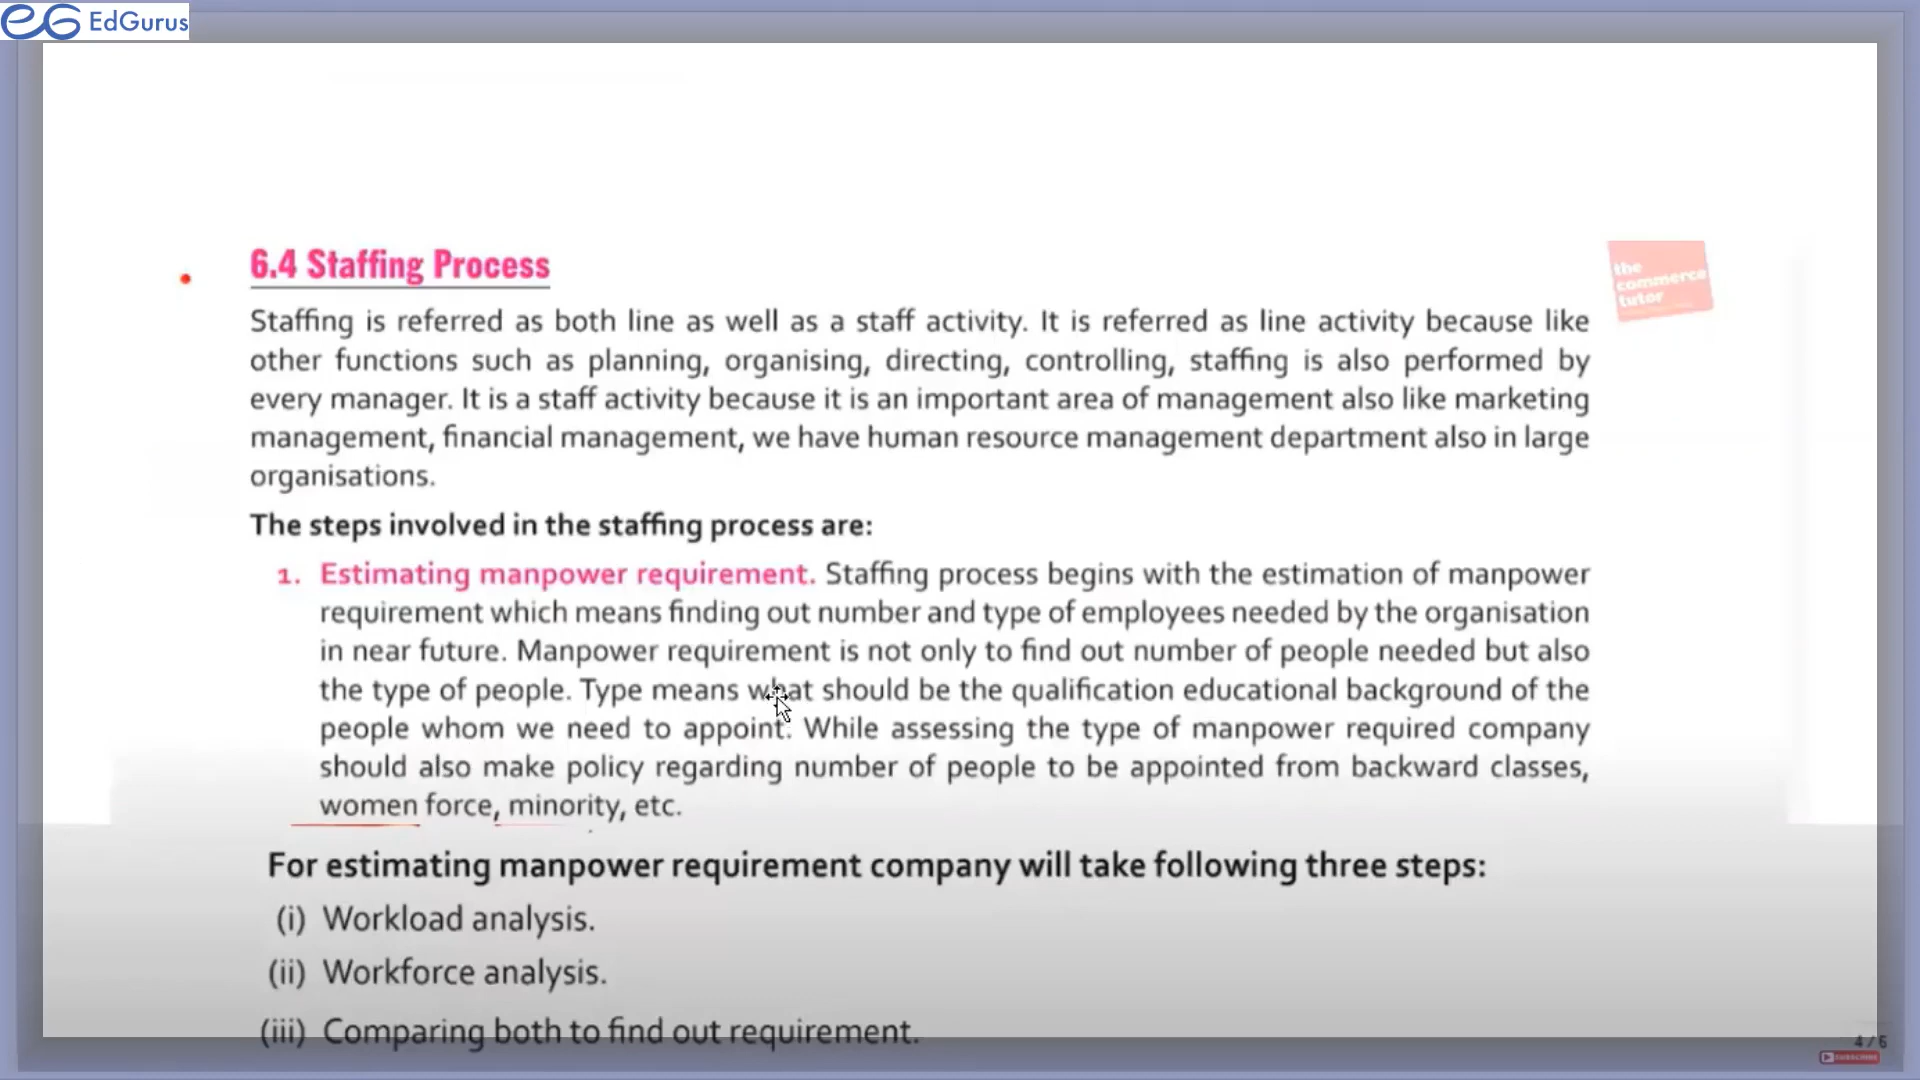 EdGurus
6.4 Staffing Process
the
commerce
tutor
Staffing is referred as both line as well as a staff activity. It is referred as line activity because like
other functions such as planning, organising, directing, controlling, staffing is also performed by
every manager. It is a staff activity because it is an important area of management also like marketing
management, financial management, we have human resource management department also in large
organisations.
The steps involved in the staffing process are:
1. Estimating manpower requirement. Staffing process begins with the estimation of manpower
requirement which means finding out number and type of employees needed by the organisation
in near future. Manpower requirement is not only to find out number of people needed but also
the type of people. Type means what should be the qualification educational background of the
people whom we need to appoint. While assessing the type of manpower required company
should also make policy regarding number of people to be appointed from backward classes,
women force, minority, etc.
For estimating manpower requirement company will take following three steps:
(i) Workload analysis.
(ii) Workforce analysis.
(iii) Comparing both to find out requirement.
SUBSCRIBE